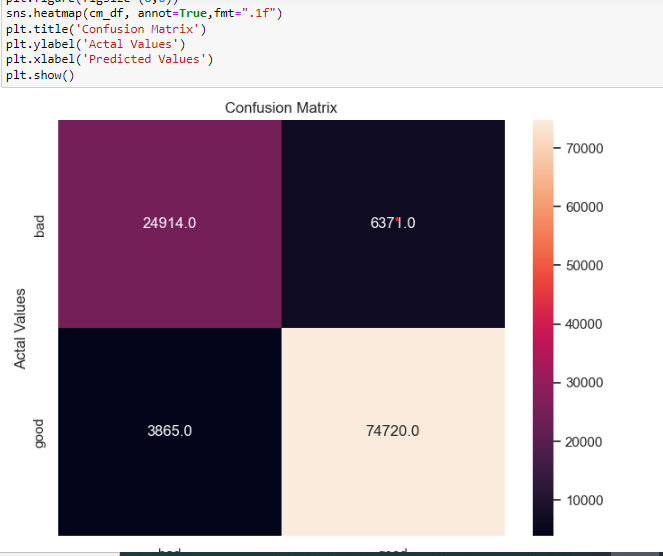 sns.heatmap(cm_df, annot=True,fmt=".1f")
plt.title('Confusion Matrix')
plt.ylabel('Actal Values')
plt.xlabel('Predicted Values')
plt.show()
Confusion Matrix
70000
60000
50000
40000
30000
20000
10000
Actal Values
bad
24914.0
6371.0
good
3865.0
74720.0
bad
good